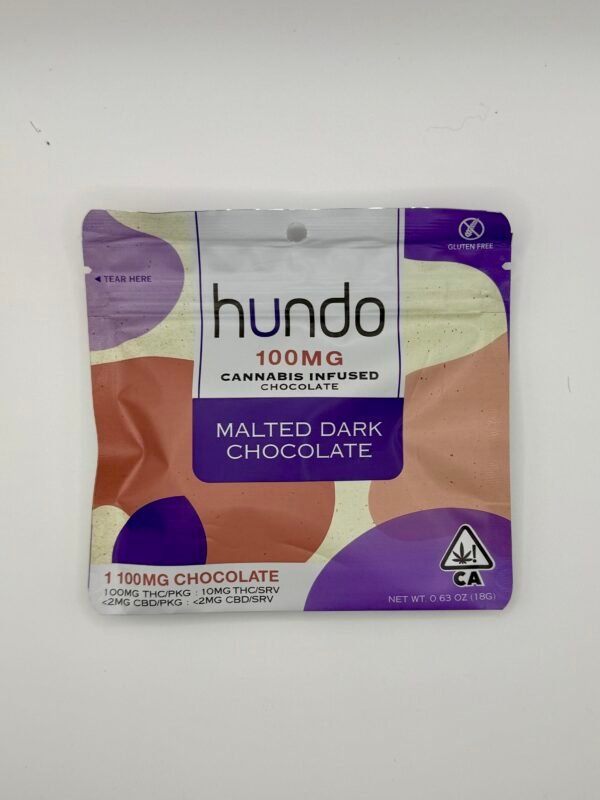 GLUTEN FREE
◄ TEAR HERE
hundo
100MG
CANNABIS INFUSED
CHOCOLATE
MALTED DARK
CHOCOLATE
1 100MG CHOCOLATE
100MG THC/PKG : 10MG THC/SRV
<2MG CBD/PKG : <2MG CBD/SRV
!
CA
NET WT. 0.63 OZ (18G)